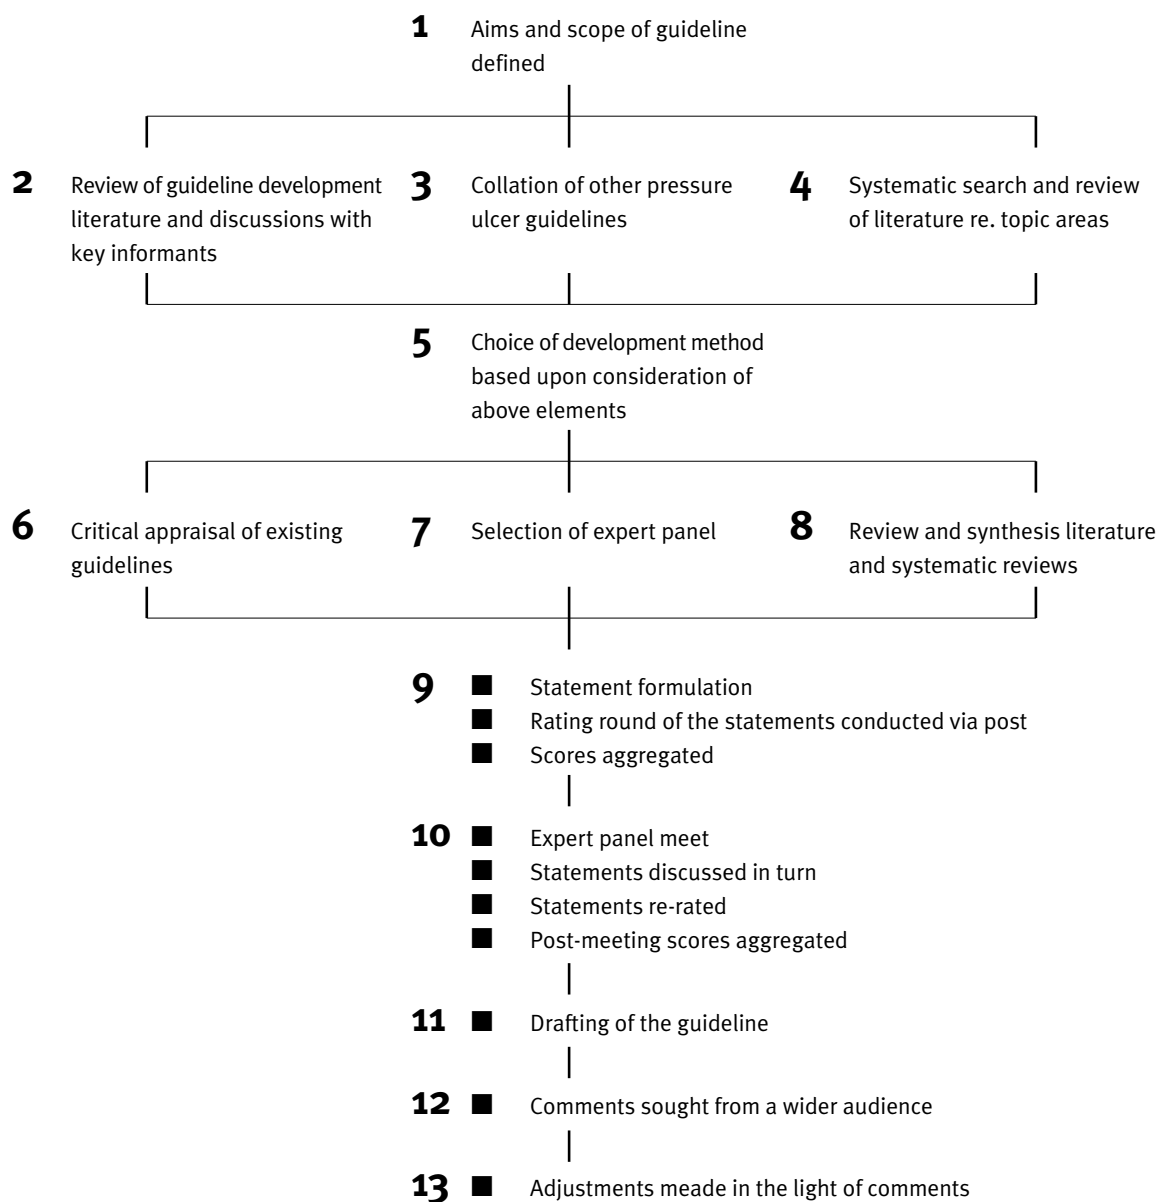 1 Aims and scope of guideline
defined
2 Review of guideline development
literature and discussions with
key informants
3 Collation of other pressure
ulcer guidelines
4 Systematic search and review
of literature re. topic areas
5 Choice of development method
based upon consideration of
above elements
6 Critical appraisal of existing
guidelines
7 Selection of expert panel
8 Review and synthesis literature
and systematic reviews
9 ■ Statement formulation
■ Rating round of the statements conducted via post
■ Scores aggregated
10 ■ Expert panel meet
■ Statements discussed in turn
■ Statements re-rated
■ Post-meeting scores aggregated
11 ■ Drafting of the guideline
12 ■ Comments sought from a wider audience
13 ■ Adjustments meade in the light of comments